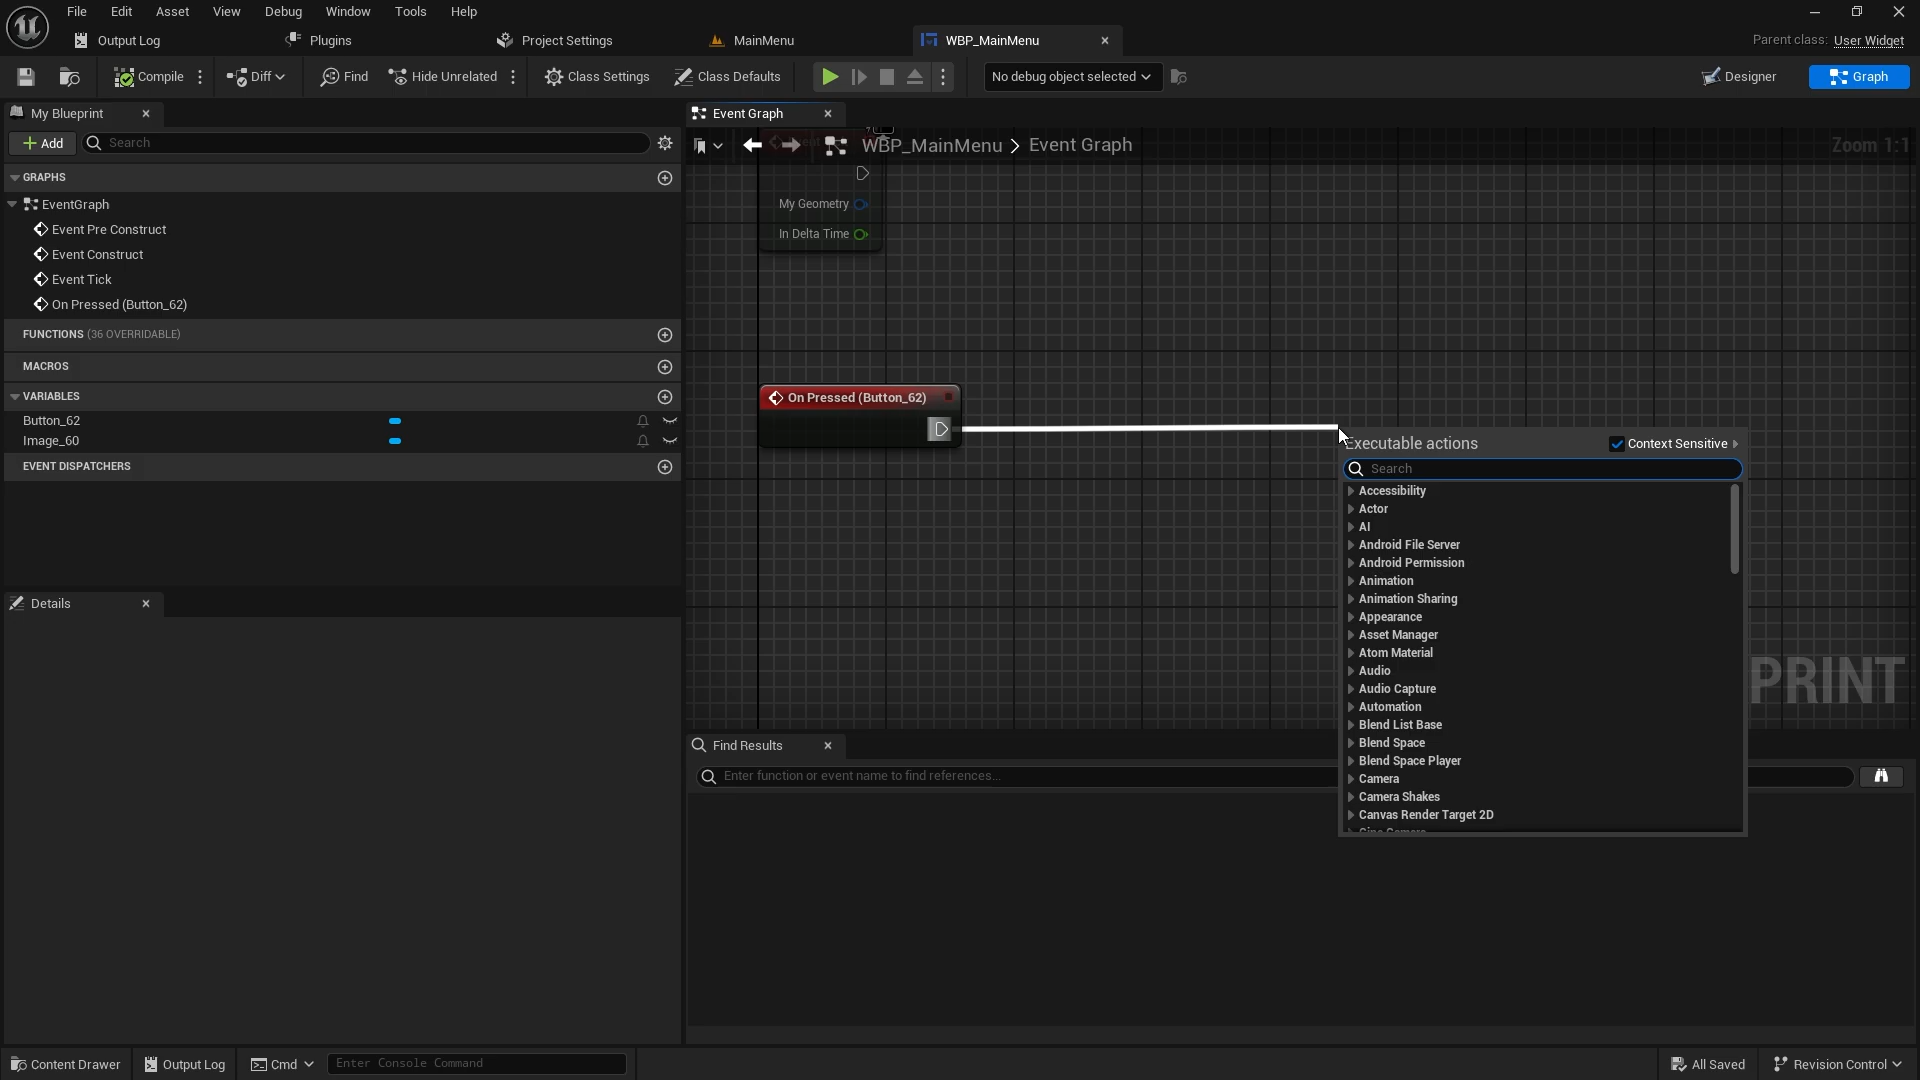 File Edit Asset View Debug Window Tools Help
Output Log Plugins Project Settings MainMenu WBP_MainMenu Parent class: User Widget
Compile Diff Find Hide Unrelated Class Settings Class Defaults No debug object selected Designer Graph
My Blueprint
Add Search
GRAPHS
EventGraph
Event Pre Construct
Event Construct
Event Tick
On Pressed (Button_62)
FUNCTIONS (36 OVERRIDABLE)
MACROS
VARIABLES
Button_62
Image_60
EVENT DISPATCHERS
Details
Event Graph
WBP_MainMenu > Event Graph Zoom 1:1
My Geometry
In Delta Time
On Pressed (Button_62)
Executable actions Context Sensitive
Search
Accessibility
Actor
AI
Android File Server
Android Permission
Animation
Animation Sharing
Appearance
Asset Manager
Atom Material
Audio
Audio Capture
Automation
Blend List Base
Blend Space
Blend Space Player
Camera
Camera Shakes
Canvas Render Target 2D
PRINT
Find Results
Enter function or event name to find references...
Content Drawer Output Log Cmd Enter Console Command All Saved Revision Control